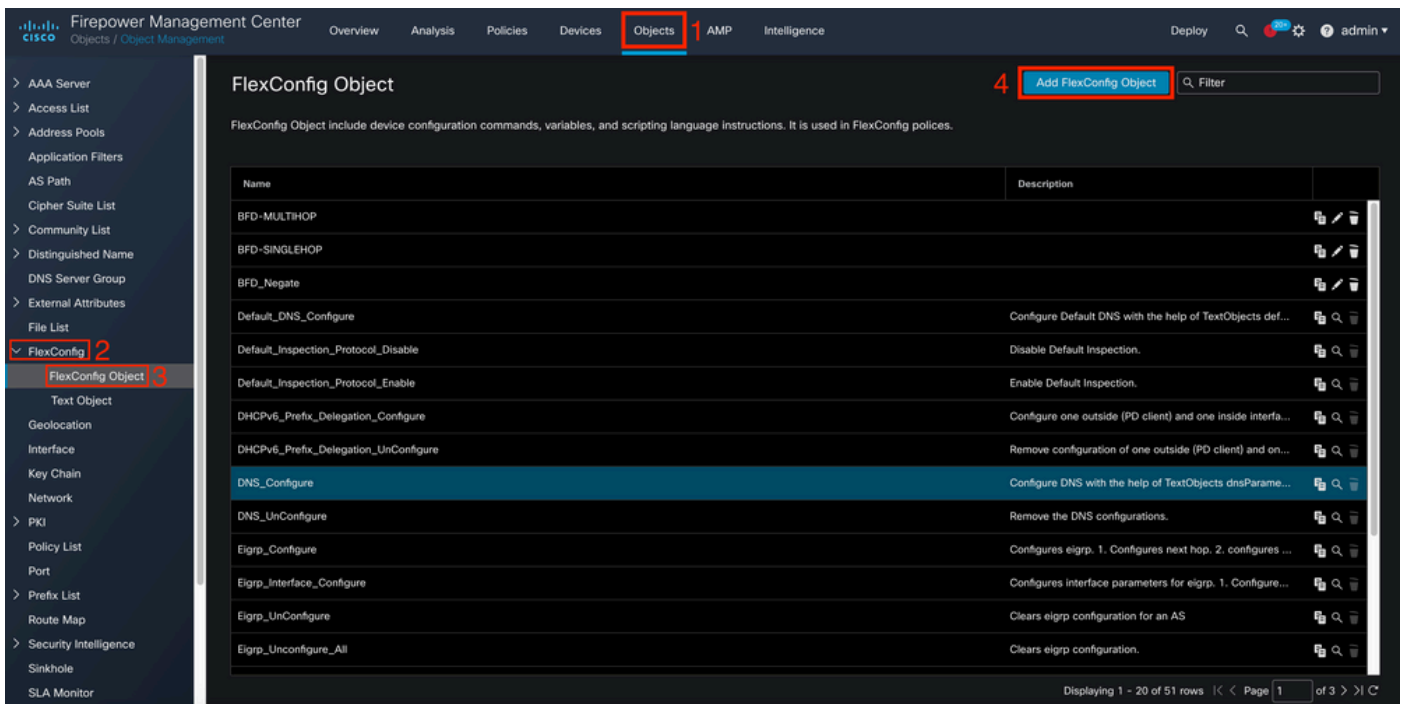 Firepower Management Center
CISCO Objects / Object Management
Overview Analysis Policies Devices Objects 1 AMP Intelligence Deploy 20+ admin
AAA Server
Access List
Address Pools
Application Filters
AS Path
Cipher Suite List
Community List
Distinguished Name
DNS Server Group
External Attributes
File List
FlexConfig 2
FlexConfig Object 3
Text Object
Geolocation
Interface
Key Chain
Network
PKI
Policy List
Port
Prefix List
Route Map
Security Intelligence
Sinkhole
SLA Monitor
FlexConfig Object
4 Add FlexConfig Object Filter
FlexConfig Object include device configuration commands, variables, and scripting language instructions. It is used in FlexConfig polices.
Name Description
BFD-MULTIHOP
BFD-SINGLEHOP
BFD_Negate
Default_DNS_Configure Configure Default DNS with the help of TextObjects def...
Default_Inspection_Protocol_Disable Disable Default Inspection.
Default_Inspection_Protocol_Enable Enable Default Inspection.
DHCPv6_Prefix_Delegation_Configure Configure one outside (PD client) and one inside interfa...
DHCPv6_Prefix_Delegation_UnConfigure Remove configuration of one outside (PD client) and on...
DNS_Configure Configure DNS with the help of TextObjects dnsParame...
DNS_UnConfigure Remove the DNS configurations.
Eigrp_Configure Configures eigrp. 1. Configures next hop. 2. configures ...
Eigrp_Interface_Configure Configures interface parameters for eigrp. 1. Configure...
Eigrp_UnConfigure Clears eigrp configuration for an AS
Eigrp_Unconfigure_All Clears eigrp configuration.
Displaying 1 - 20 of 51 rows |< < Page 1 of 3 > >| C